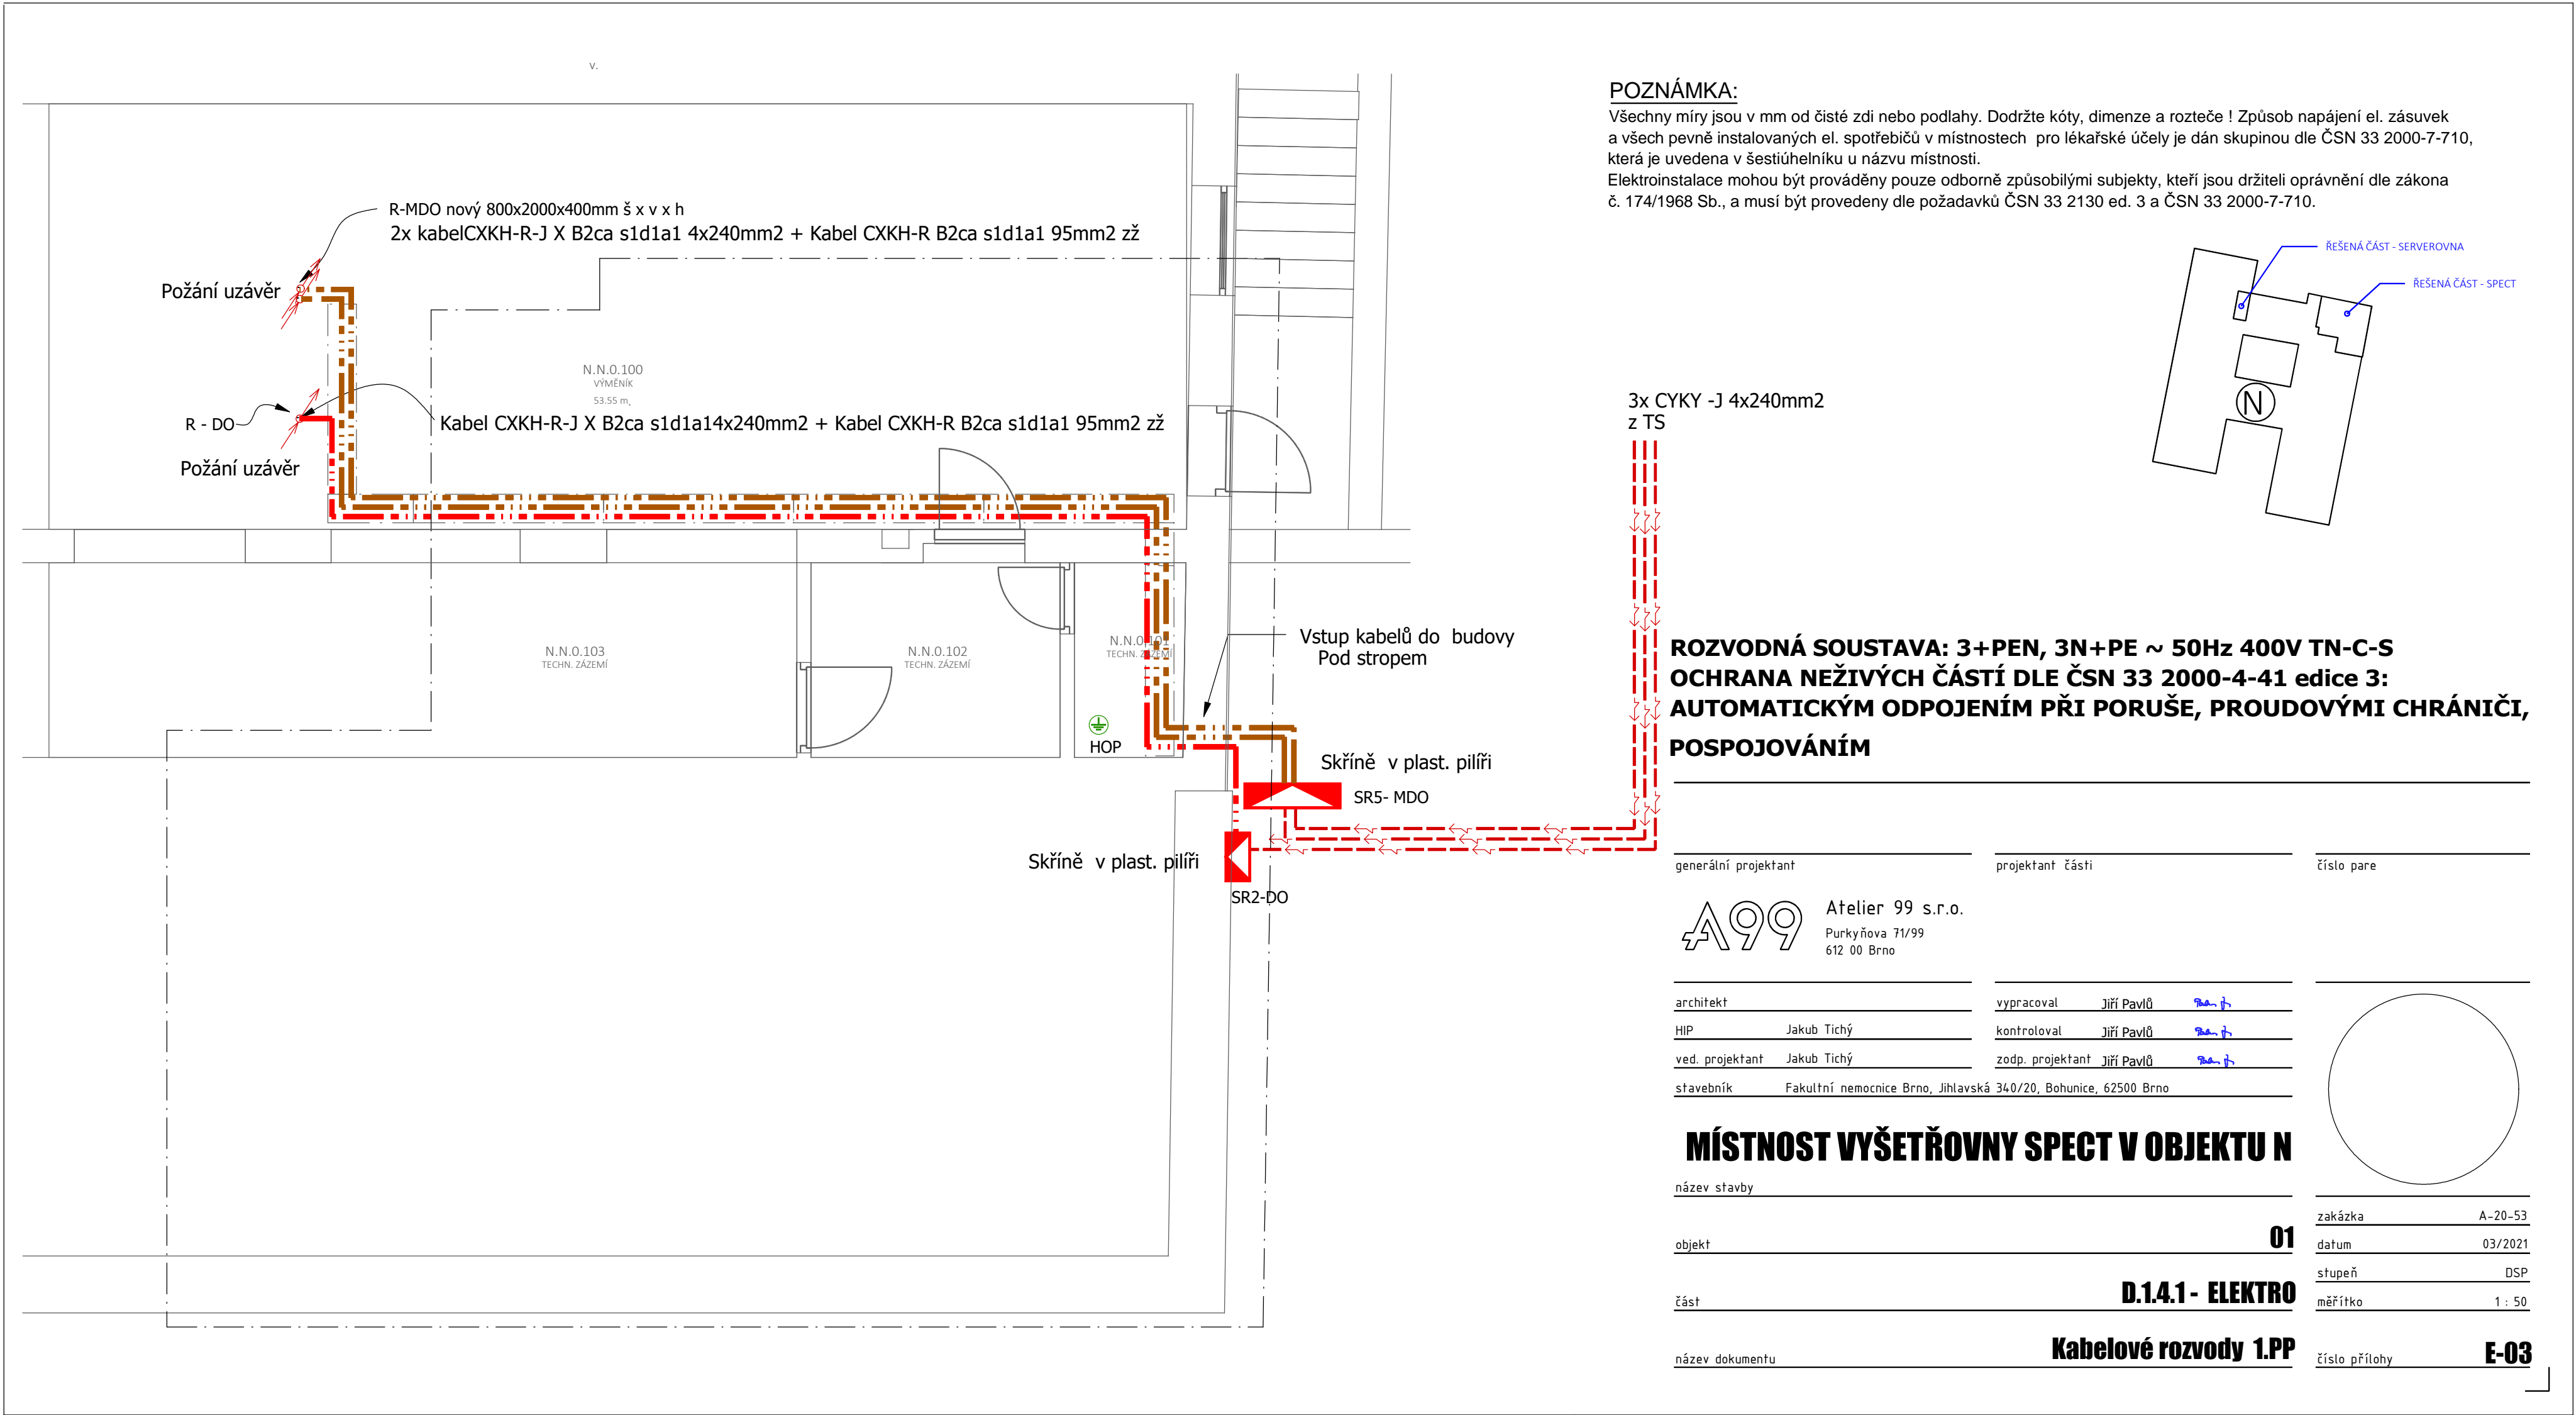 v.
POZNÁMKA:
Všechny míry jsou v mm od čisté zdi nebo podlahy. Dodržte kóty, dimenze a rozteče ! Způsob napájení el. zásuvek
a všech pevně instalovaných el. spotřebičů v místnostech pro lékařské účely je dán skupinou dle ČSN 33 2000-7-710,
která je uvedena v šestiúhelníku u názvu místnosti.
Elektroinstalace mohou být prováděny pouze odborně způsobilými subjekty, kteří jsou držiteli oprávnění dle zákona
č. 174/1968 Sb., a musí být provedeny dle požadavků ČSN 33 2130 ed. 3 a ČSN 33 2000-7-710.
R-MDO nový 800x2000x400mm š x v x h
2x kabelCXKH-R-J X B2ca s1d1a1 4x240mm2 + Kabel CXKH-R B2ca s1d1a1 95mm2 zž
Požání uzávěr
ŘEŠENÁ ČÁST - SERVEROVNA
ŘEŠENÁ ČÁST - SPECT
N
N.N.0.100
VÝMĚNÍK
53.55 m,
R - DO
Kabel CXKH-R-J X B2ca s1d1a14x240mm2 + Kabel CXKH-R B2ca s1d1a1 95mm2 zž
Požání uzávěr
3x CYKY -J 4x240mm2
z TS
N.N.0.103
TECHN. ZÁZEMÍ
N.N.0.102
TECHN. ZÁZEMÍ
N.N.0.101
TECHN. ZÁZEMÍ
HOP
Vstup kabelů do budovy
Pod stropem
Skříně v plast. pilíři
SR5- MDO
Skříně v plast. pilíři
SR2-DO
ROZVODNÁ SOUSTAVA: 3+PEN, 3N+PE ~ 50Hz 400V TN-C-S
OCHRANA NEŽIVÝCH ČÁSTÍ DLE ČSN 33 2000-4-41 edice 3:
AUTOMATICKÝM ODPOJENÍM PŘI PORUŠE, PROUDOVÝMI CHRÁNIČI,
POSPOJOVÁNÍM
generální projektant
projektant části
číslo pare
A99
Atelier 99 s.r.o.
Purkyňova 71/99
612 00 Brno
architekt
vypracoval Jiří Pavlů
HIP Jakub Tichý
kontroloval Jiří Pavlů
ved. projektant Jakub Tichý
zodp. projektant Jiří Pavlů
stavebník Fakultní nemocnice Brno, Jihlavská 340/20, Bohunice, 62500 Brno
MÍSTNOST VYŠETŘOVNY SPECT V OBJEKTU N
název stavby
objekt 01
část D.1.4.1 - ELEKTRO
název dokumentu Kabelové rozvody 1.PP
zakázka A-20-53
datum 03/2021
stupeň DSP
měřítko 1 : 50
číslo přílohy E-03